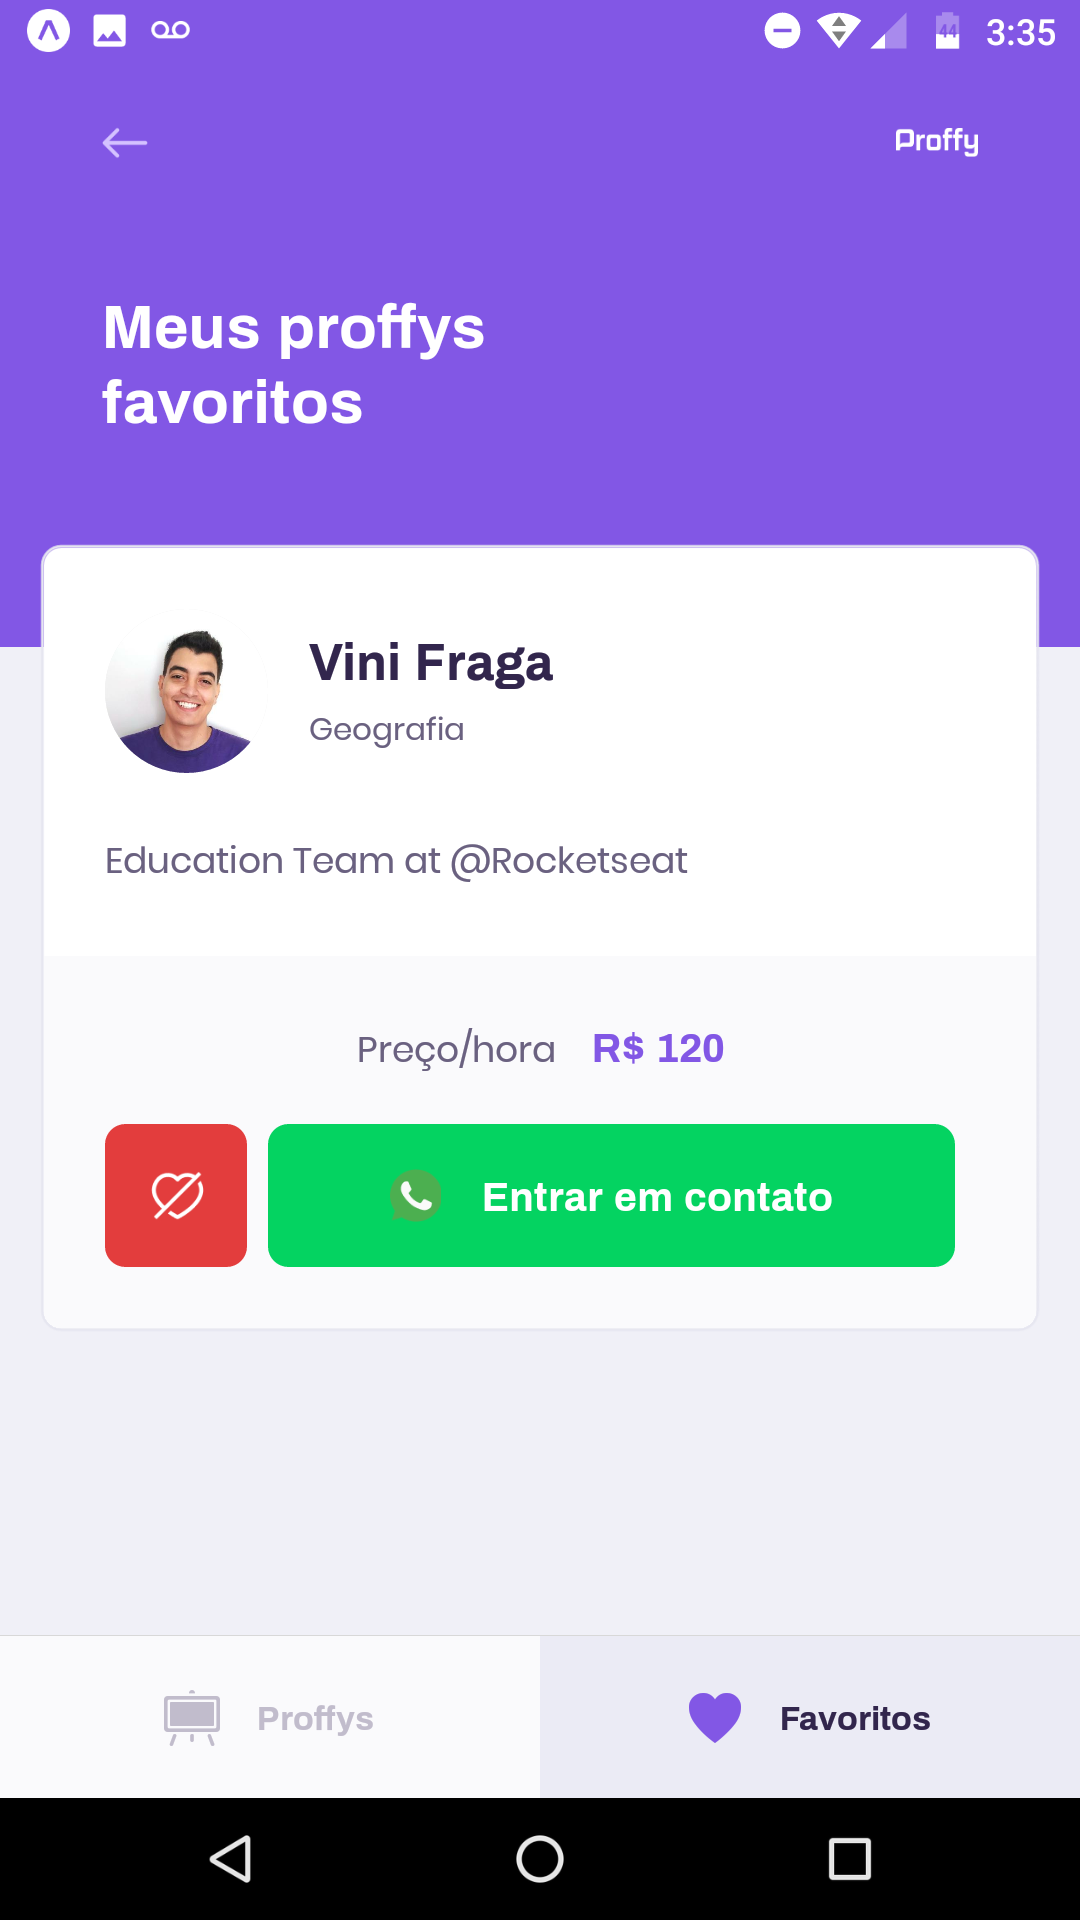 44 3:35
Proffy
Meus proffys
favoritos
Vini Fraga
Geografia
Education Team at @Rocketseat
Preço/hora R$ 120
Entrar em contato
Proffys Favoritos